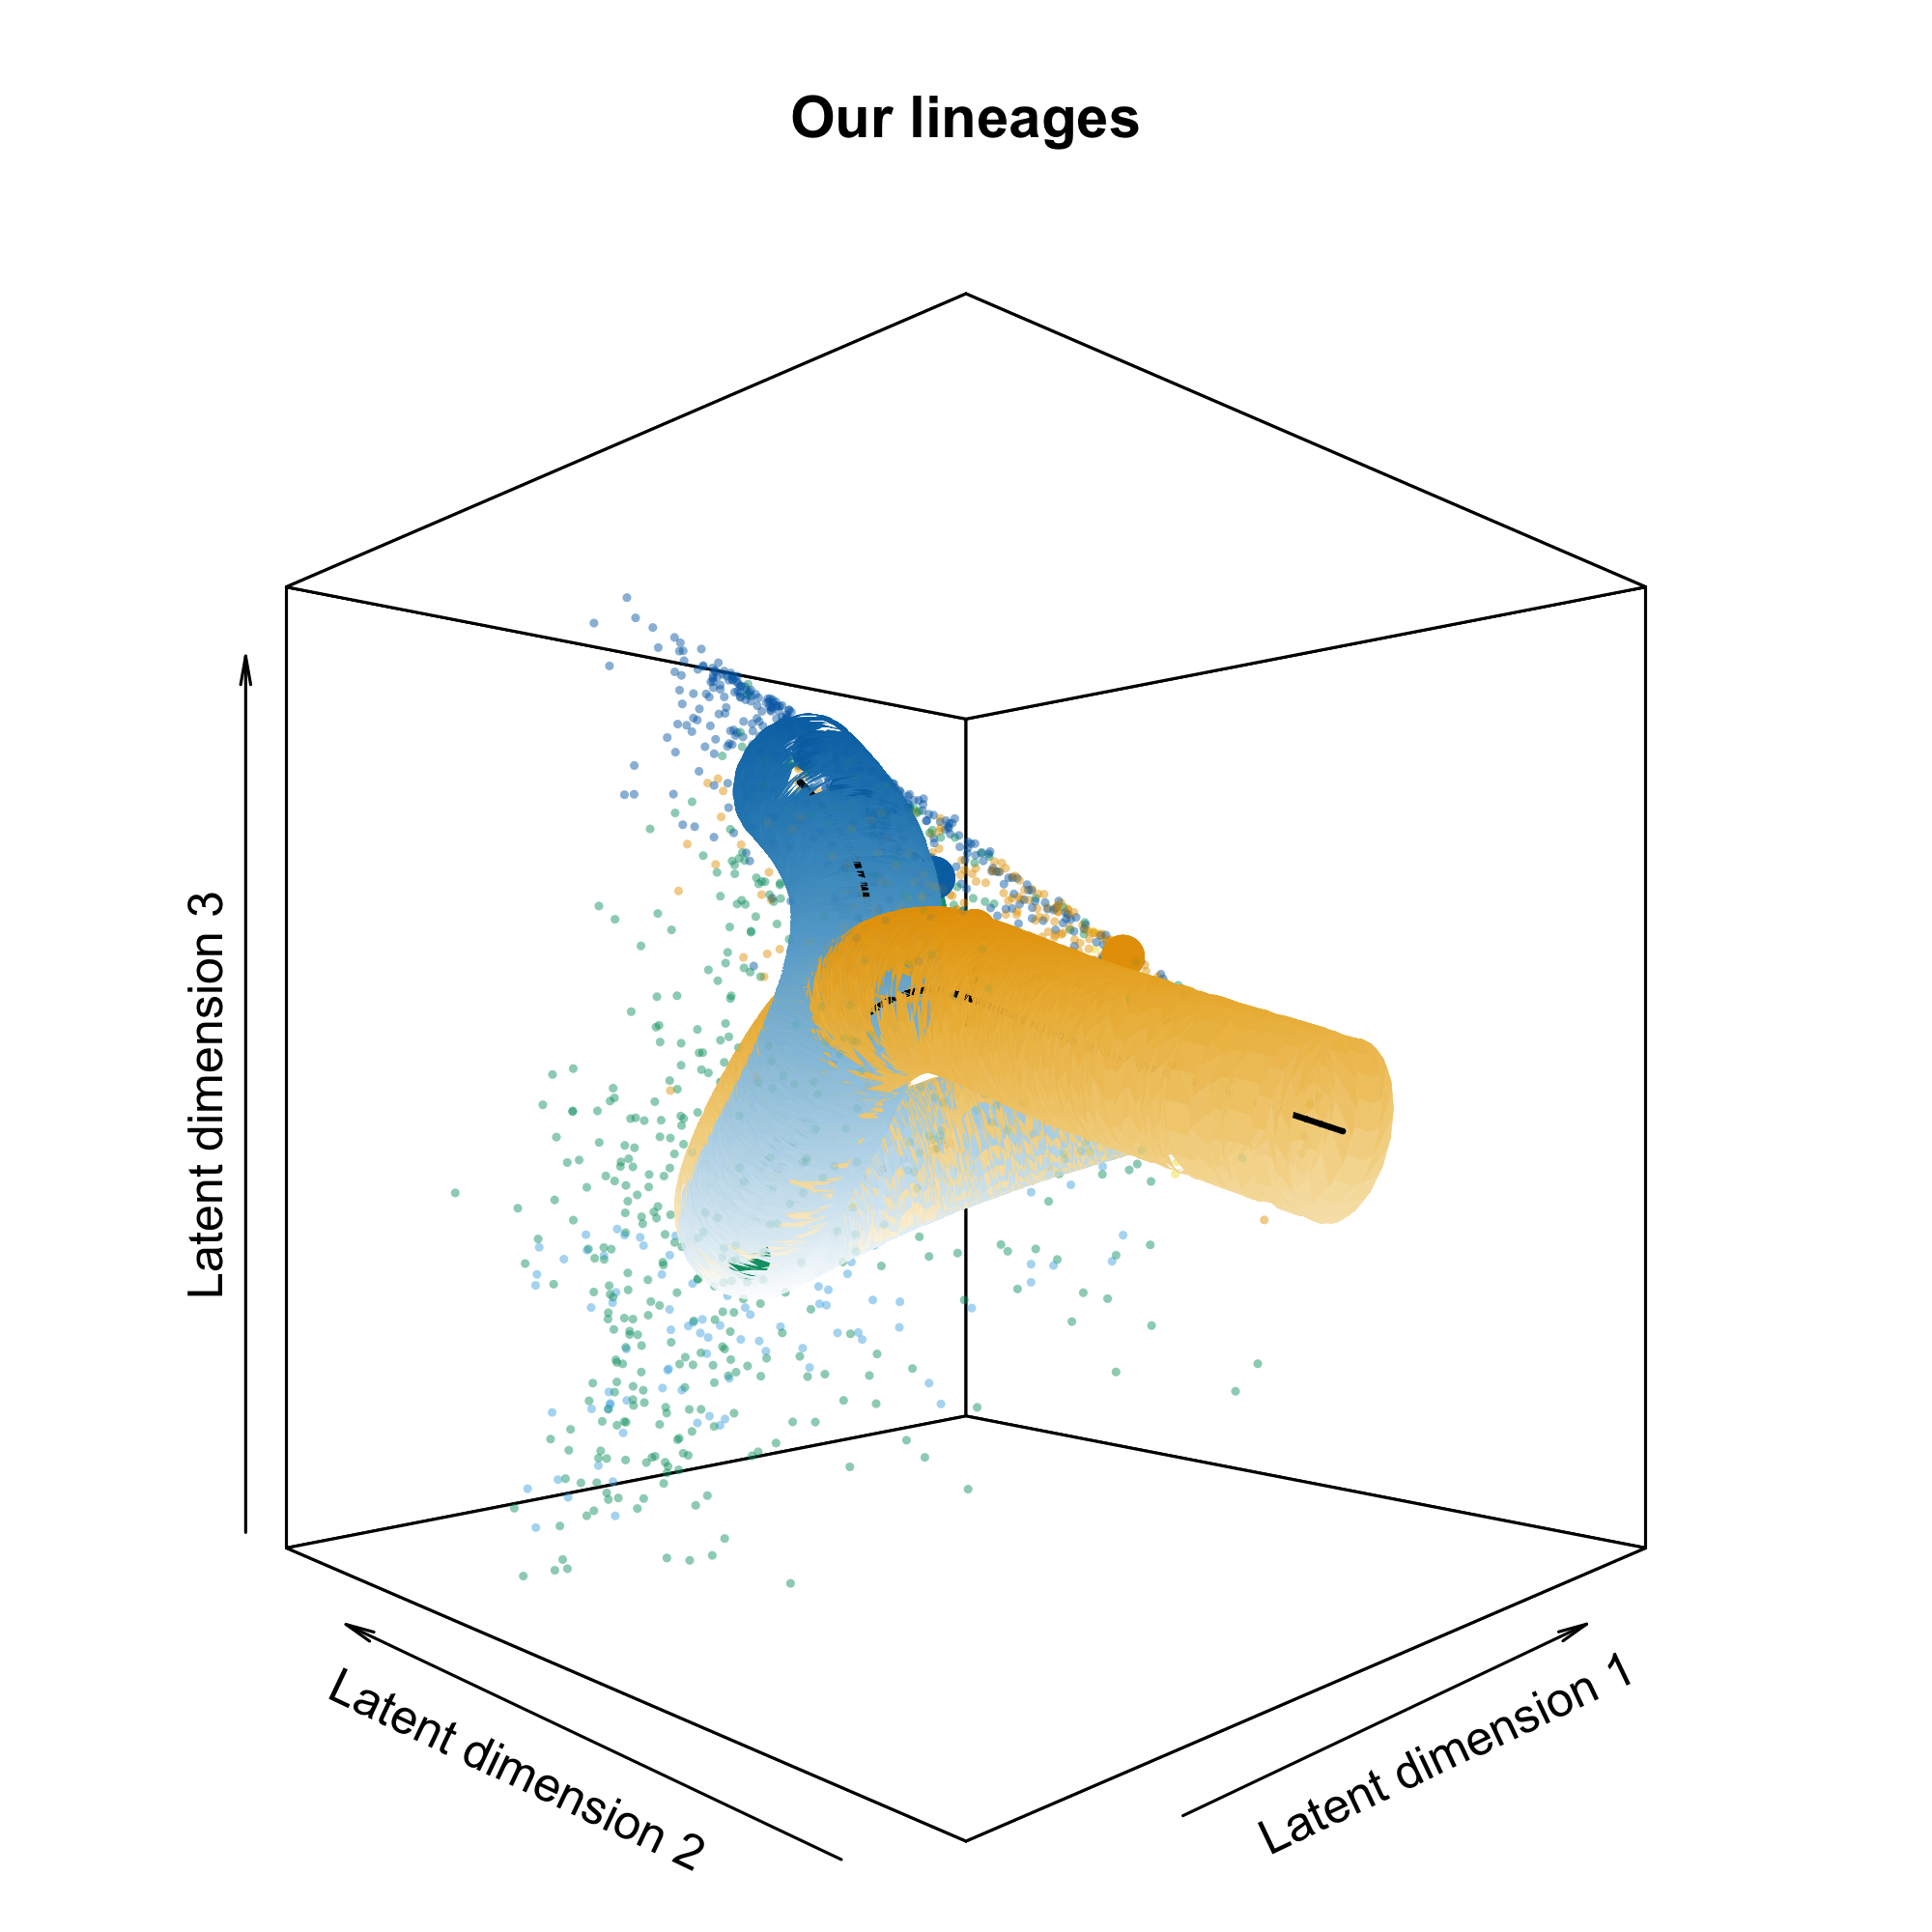 Our lineages
Latent dimension 3
Latent dimension 2
Latent dimension 1